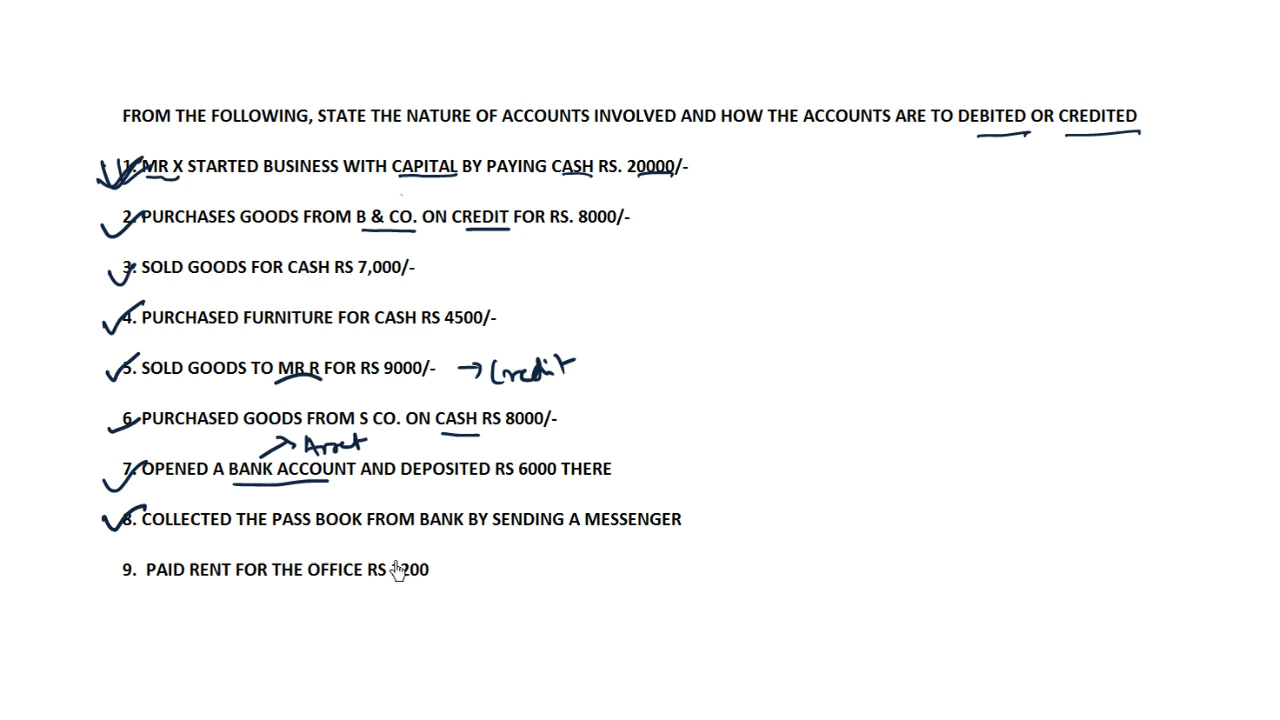 FROM THE FOLLOWING, STATE THE NATURE OF ACCOUNTS INVOLVED AND HOW THE ACCOUNTS ARE TO DEBITED OR CREDITED
1. MR X STARTED BUSINESS WITH CAPITAL BY PAYING CASH RS. 20000/-
2. PURCHASES GOODS FROM B & CO. ON CREDIT FOR RS. 8000/-
3. SOLD GOODS FOR CASH RS 7,000/-
4. PURCHASED FURNITURE FOR CASH RS 4500/-
5. SOLD GOODS TO MR R FOR RS 9000/- → Credit
6. PURCHASED GOODS FROM S CO. ON CASH RS 8000/-
Asset
7. OPENED A BANK ACCOUNT AND DEPOSITED RS 6000 THERE
8. COLLECTED THE PASS BOOK FROM BANK BY SENDING A MESSENGER
9. PAID RENT FOR THE OFFICE RS